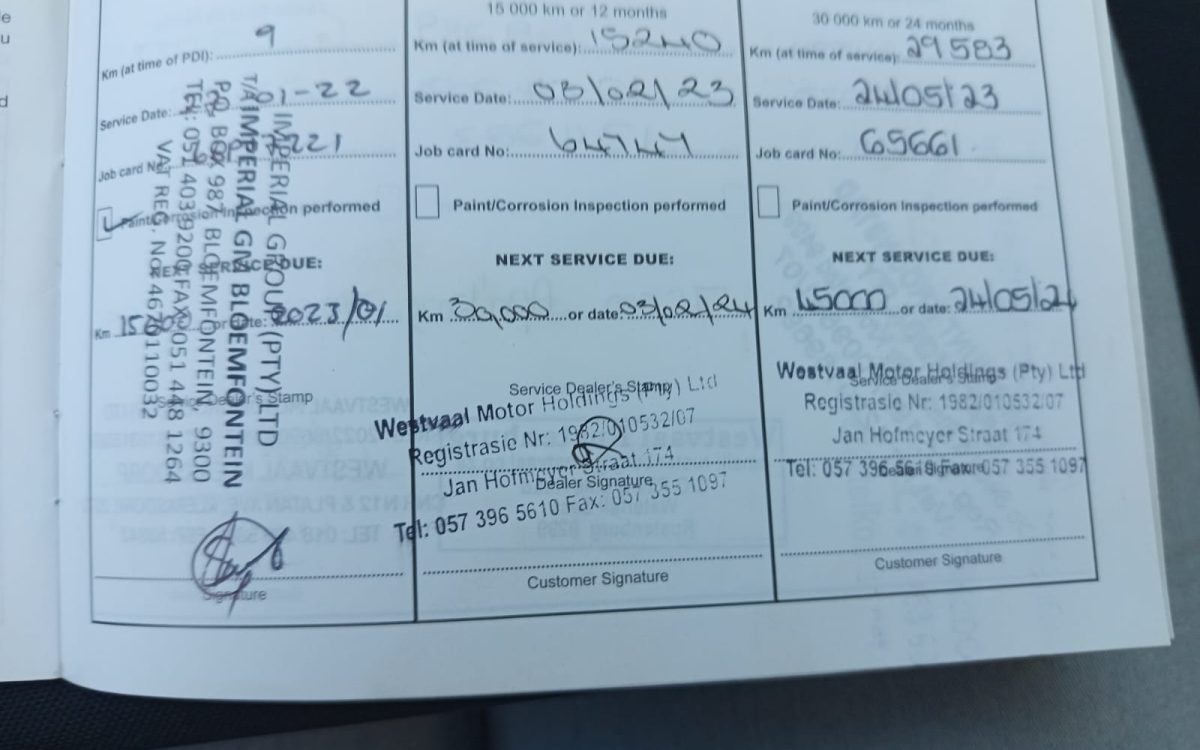 e
u
d
9
Km (at time of PDI):
01-22
Service Date:
221
Job card No:
Paint/Corrosion Inspection performed
NEXT SERVICE DUE:
Km 15000 or date: 2023/01
Service Dealer's Stamp
IMPERIAL GROUP (PTY) LTD
T/A IMPERIAL GM BLOEMFONTEIN
P.O. BOX 987 BLOEMFONTEIN 9300
TEL: 051 4039200 FAX: 051 448 1264
VAT REG. NO. 4670110032
Signature
15 000 km or 12 months
Km (at time of service): 15240
Service Date: 03/02/23
Job card No: 64747
Paint/Corrosion Inspection performed
NEXT SERVICE DUE:
Km 30,000 or date: 03/02/24
Service Dealer's Stamp
Westvaal Motor Holdings (Pty) Ltd
Registrasie Nr: 1982/010532/07
Jan Hofmeyer Straat 174
Dealer Signature
Tel: 057 396 5610 Fax: 057 355 1097
Customer Signature
30 000 km or 24 months
Km (at time of service): 29583
Service Date: 24/05/23
Job card No: 65661
Paint/Corrosion Inspection performed
NEXT SERVICE DUE:
Km 45000 or date: 24/05/24
Westvaal Motor Holdings (Pty) Ltd
Service Dealer's Stamp
Registrasie Nr: 1982/010532/07
Jan Hofmeyer Straat 174
Tel: 057 396 5610 Faxe: 057 355 1097
Customer Signature